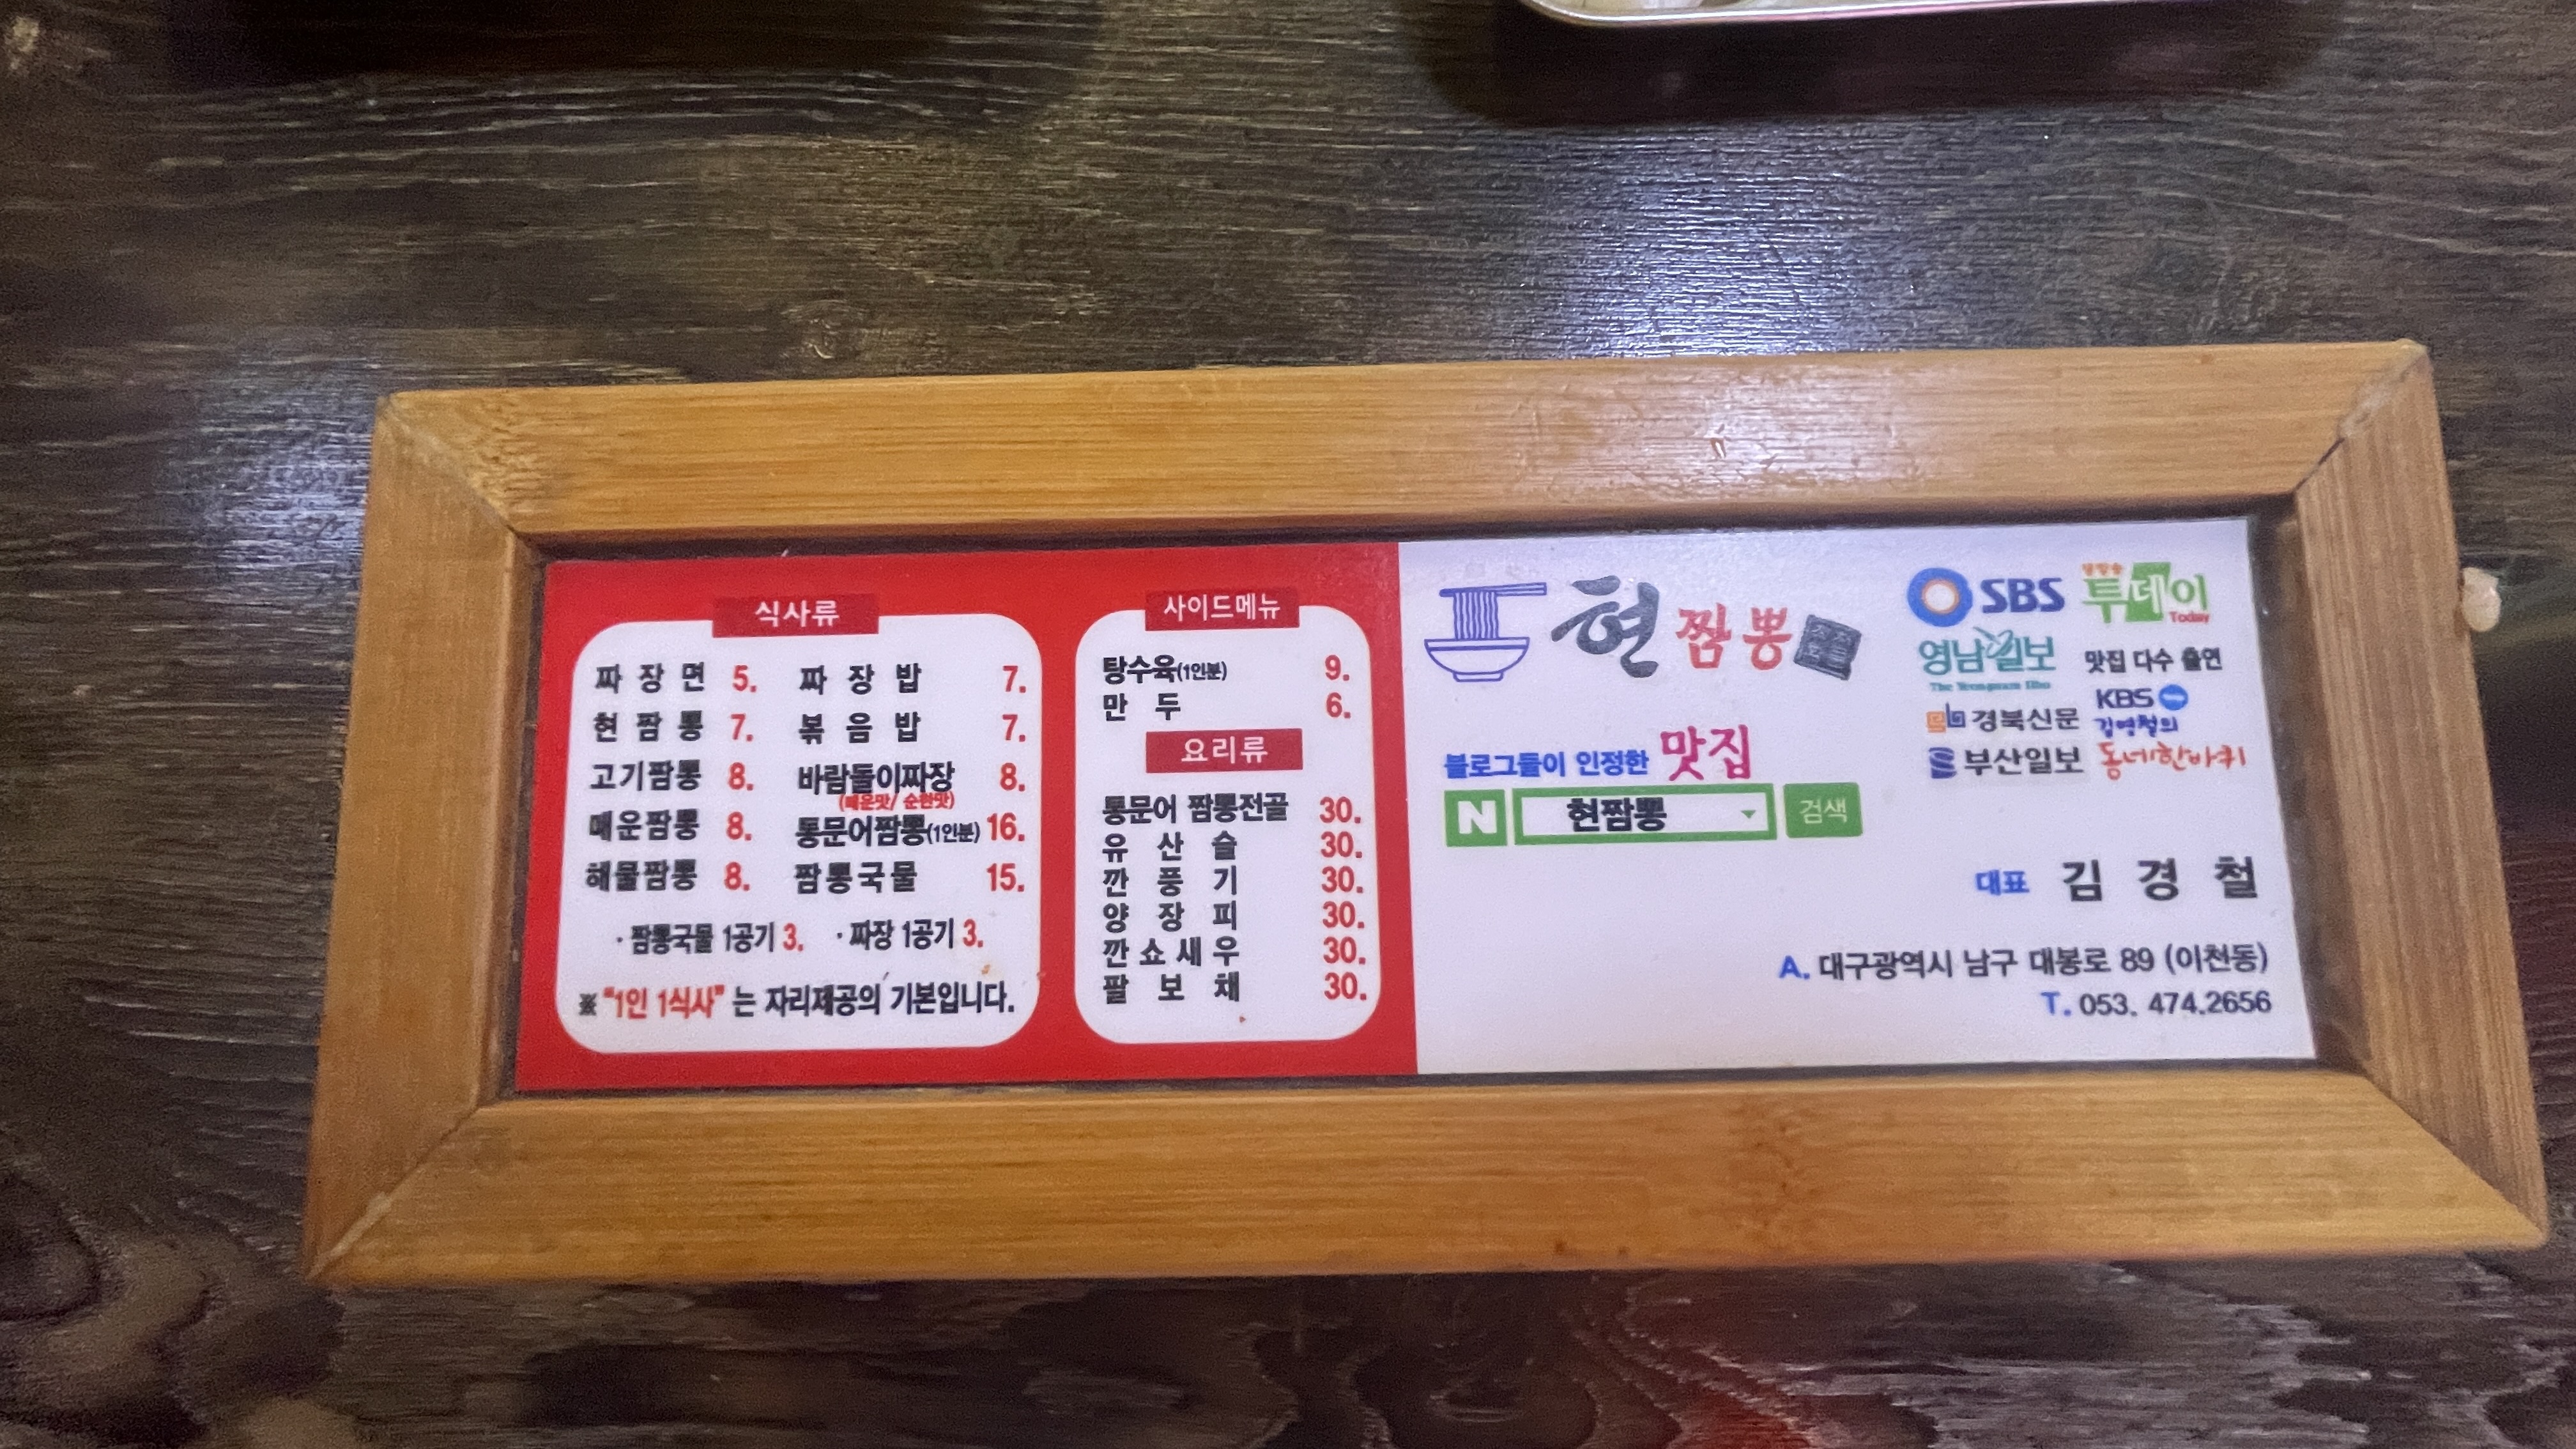 식사류
짜장면 5. 짜장밥 7.
현짬뽕 7. 볶음밥 7.
고기짬뽕 8. 바람돌이짜장 8.
(매운맛/ 순한맛)
매운짬뽕 8. 통문어짬뽕(1인분) 16.
해물짬뽕 8. 짬뽕국물 15.
· 짬뽕국물 1공기 3. · 짜장 1공기 3.
※ "1인 1식사" 는 자리제공의 기본입니다.
사이드메뉴
탕수육(1인분) 9.
만두 6.
요리류
통문어 짬뽕전골 30.
유산슬 30.
깐풍기 30.
양장피 30.
깐쇼새우 30.
팔보채 30.
현짬뽕
블로그들이 인정한 맛집
N 현짬뽕 검색
SBS 투데이
Today
영남일보 맛집 다수 출연
The Yeongnam Ilbo
KBS
경북신문 김영철의
부산일보 동네한바퀴
대표 김경철
A. 대구광역시 남구 대봉로 89 (이천동)
T. 053. 474.2656